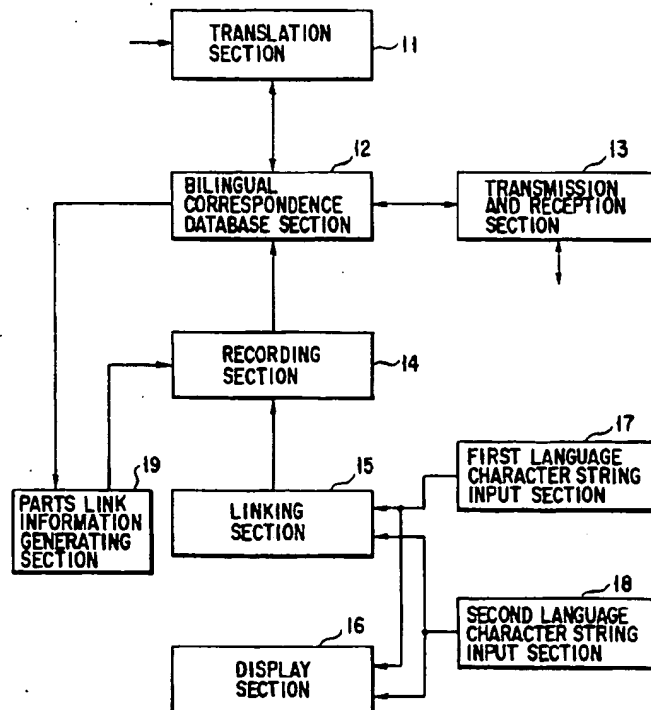 TRANSLATION
SECTION
11
12
BILINGUAL
CORRESPONDENCE
DATABASE SECTION
13
TRANSMISSION
AND RECEPTION
SECTION
RECORDING
SECTION
14
19
PARTS LINK
INFORMATION
GENERATING
SECTION
15
LINKING
SECTION
17
FIRST LANGUAGE
CHARACTER STRING
INPUT SECTION
16
DISPLAY
SECTION
18
SECOND LANGUAGE
CHARACTER STRING
INPUT SECTION